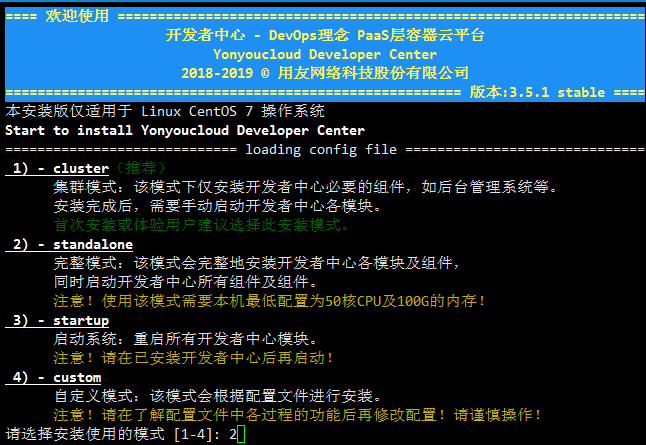 ==== 欢迎使用 ==========================================================
开发者中心 - DevOps理念 PaaS层容器云平台
Yonyoucloud Developer Center
2018-2019 © 用友网络科技股份有限公司
================================================== 版本:3.5.1 stable ====
本安装版仅适用于 Linux CentOS 7 操作系统
Start to install Yonyoucloud Developer Center
============================= loading config file ==============================
1) - cluster（推荐）
集群模式: 该模式下仅安装开发者中心必要的组件，如后台管理系统等。
安装完成后，需要手动启动开发者中心各模块。
首次安装或体验用户建议选择此安装模式。
2) - standalone
完整模式: 该模式会完整地安装开发者中心各模块及组件，
同时启动开发者中心所有组件及组件。
注意! 使用该模式需要本机最低配置为50核CPU及100G的内存!
3) - startup
启动系统: 重启所有开发者中心模块。
注意! 请在已安装开发者中心后再启动!
4) - custom
自定义模式: 该模式会根据配置文件进行安装。
注意! 请在了解配置文件中各过程的功能后再修改配置! 请谨慎操作!
请选择安装使用的模式 [1-4]: 2